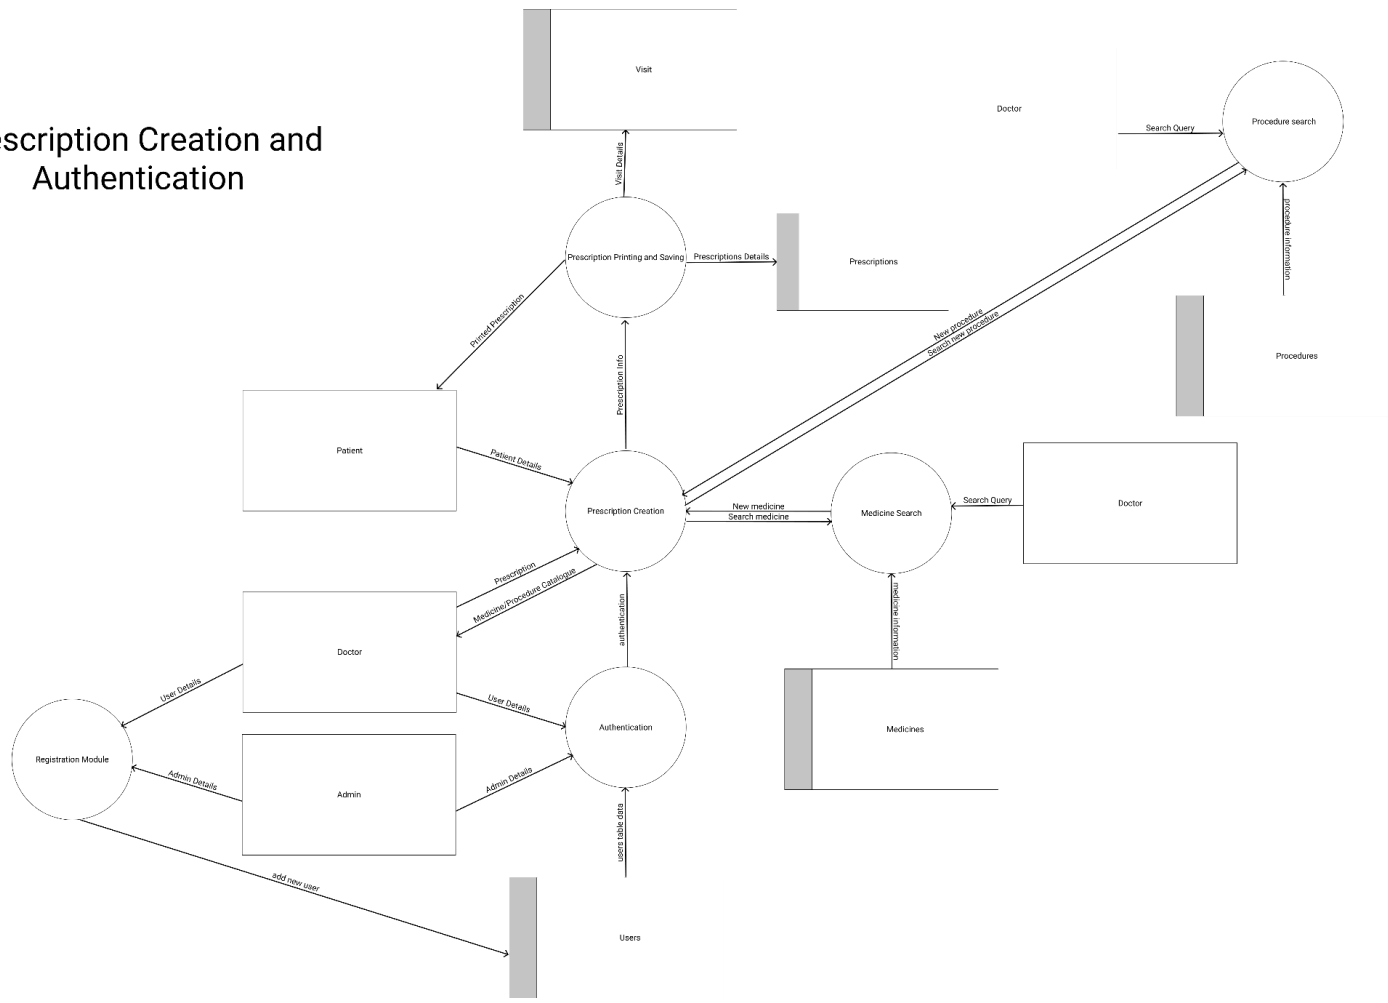 escription Creation and
Authentication
Visit
Doctor
Search Query
Procedure search
Visit Details
procedure information
Prescription Printing and Saving
Prescriptions Details
Prescriptions
Printed Prescription
New procedure
Search new procedure
Procedures
Prescription Info
Patient
Patient Details
Prescription Creation
New medicine
Search medicine
Medicine Search
Search Query
Doctor
Prescription
Medicine/Procedure Catalogue
authentication
medicine information
Doctor
User Details
User Details
Authentication
Medicines
Registration Module
Admin Details
Admin
Admin Details
users table data
add new user
Users